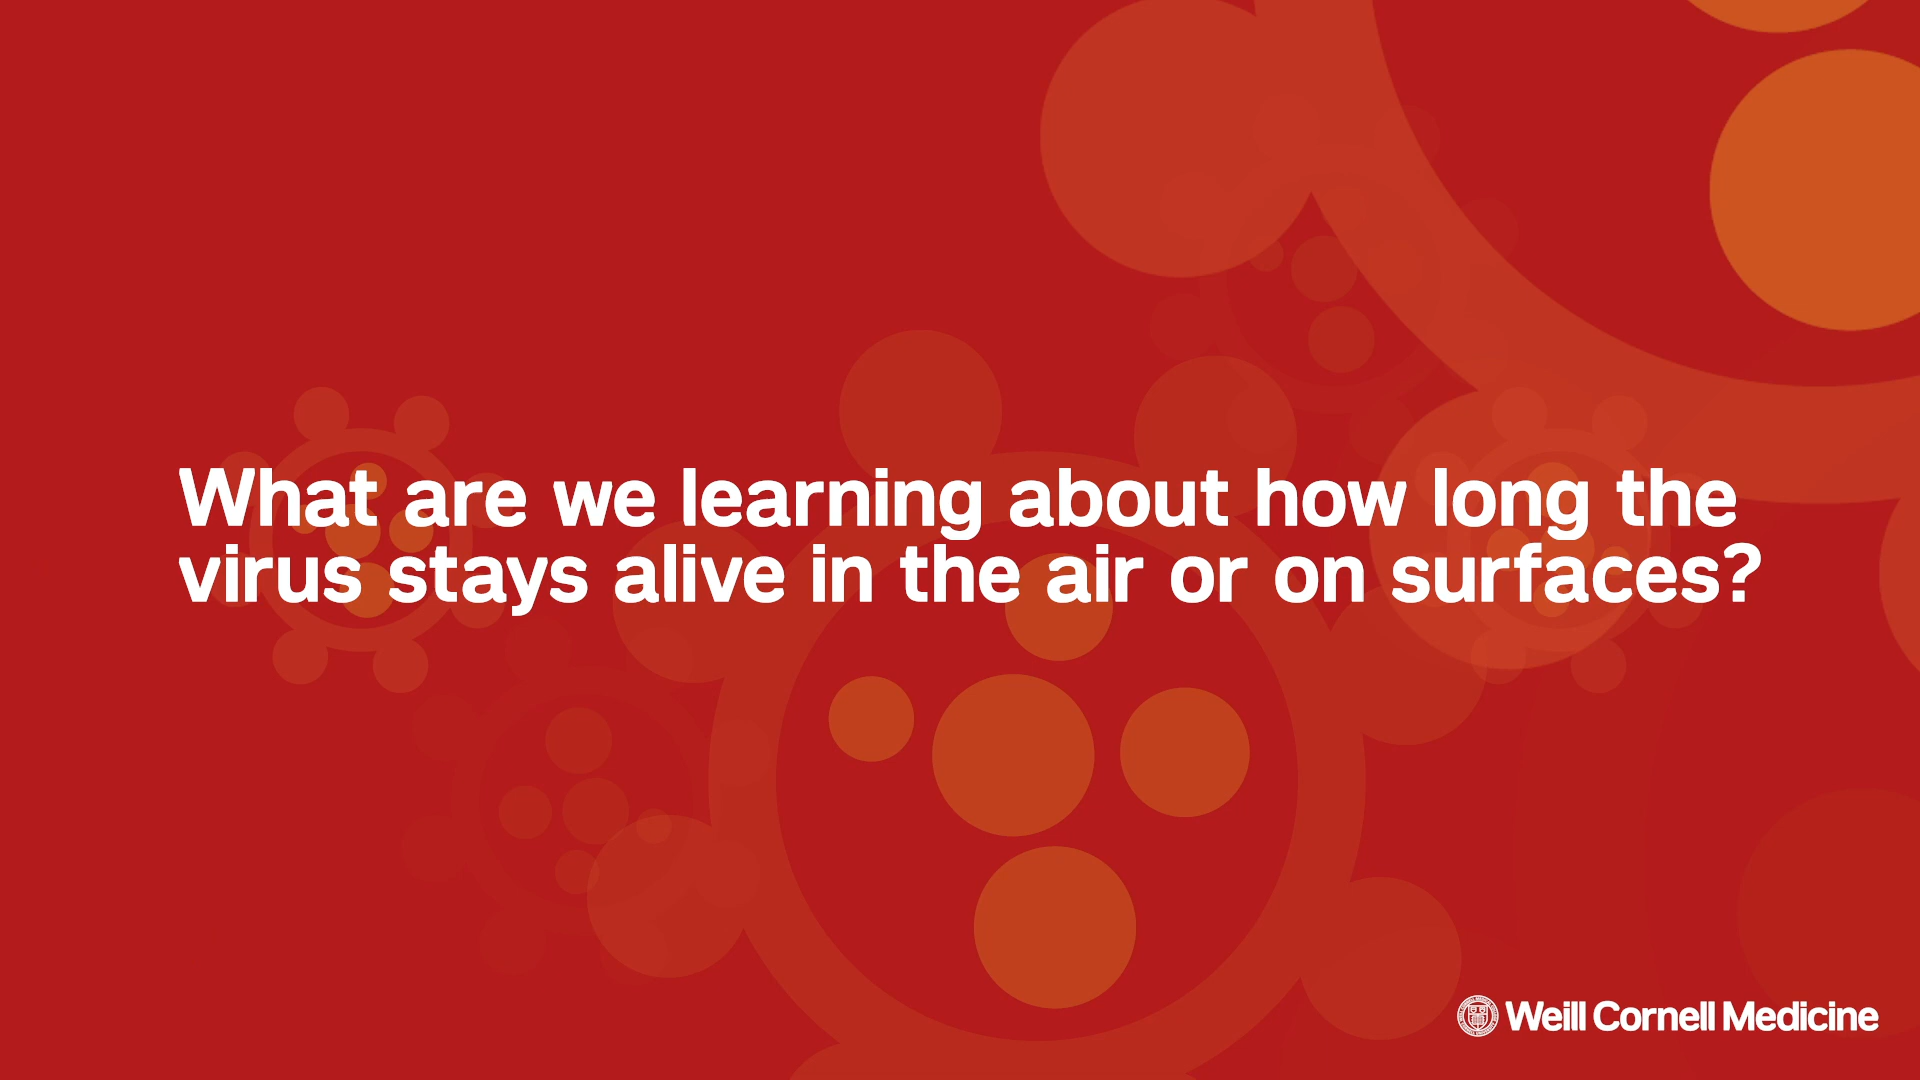 What are we learning about how long the
virus stays alive in the air or on surfaces?
Weill Cornell Medicine